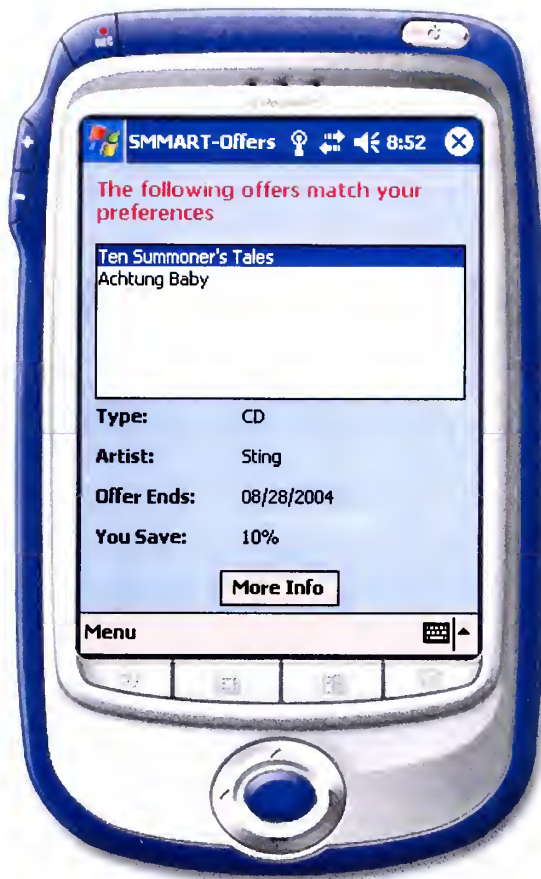 SMMART-Offers 8:52
The following offers match your
preferences
Ten Summoner's Tales
Achtung Baby
Type: CD
Artist: Sting
Offer Ends: 08/28/2004
You Save: 10%
More Info
Menu